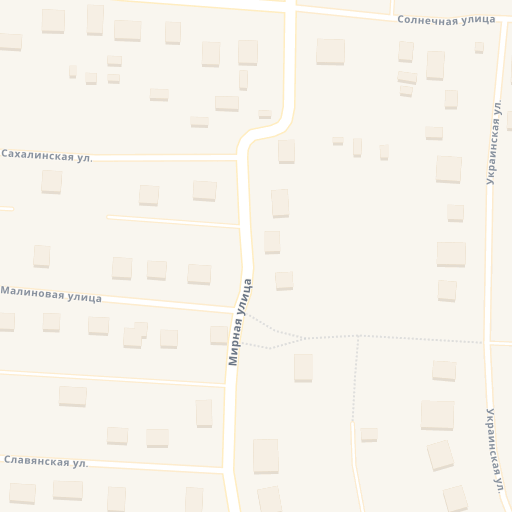 Солнечная улица
Украинская ул.
Сахалинская ул.
Малиновая улица
Мирная улица
Славянская ул.
Украинская ул.